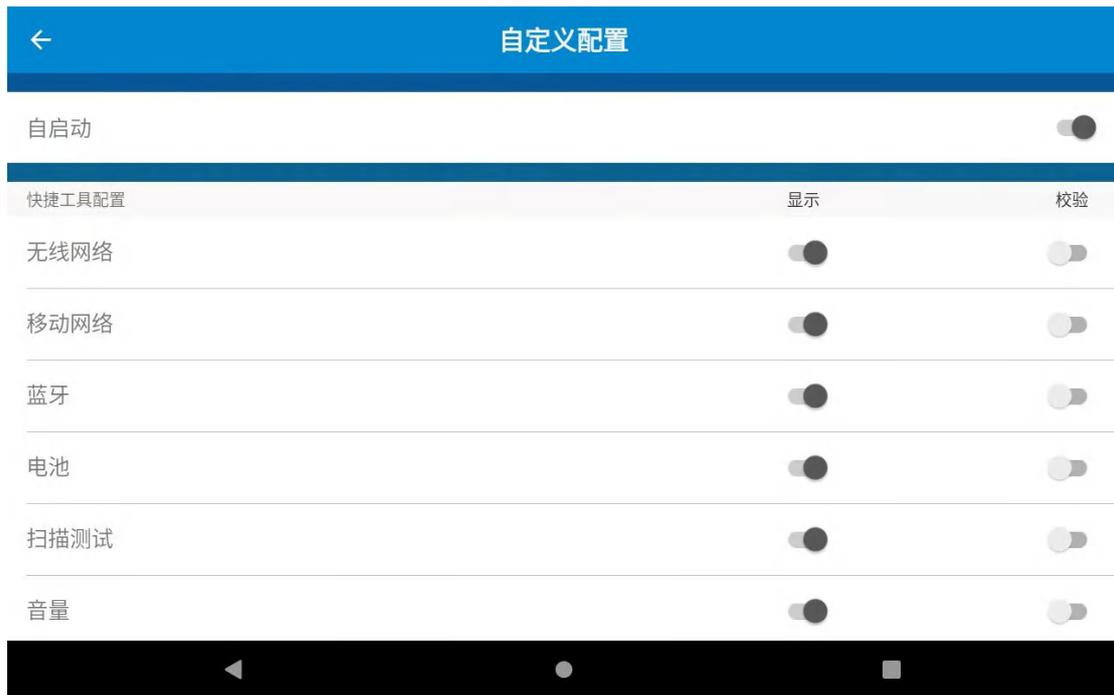 自定义配置
自启动
快捷工具配置 显示 校验
无线网络
移动网络
蓝牙
电池
扫描测试
音量